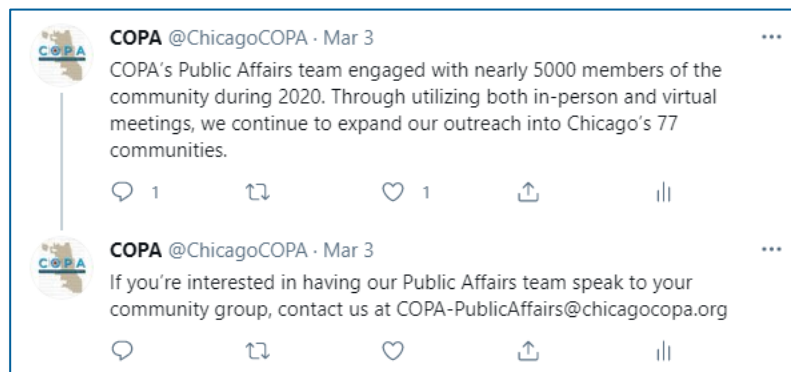 COPA
COPA @ChicagoCOPA · Mar 3
COPA’s Public Affairs team engaged with nearly 5000 members of the
community during 2020. Through utilizing both in-person and virtual
meetings, we continue to expand our outreach into Chicago’s 77
communities.
1
1
COPA
COPA @ChicagoCOPA · Mar 3
If you’re interested in having our Public Affairs team speak to your
community group, contact us at COPA-PublicAffairs@chicagocopa.org